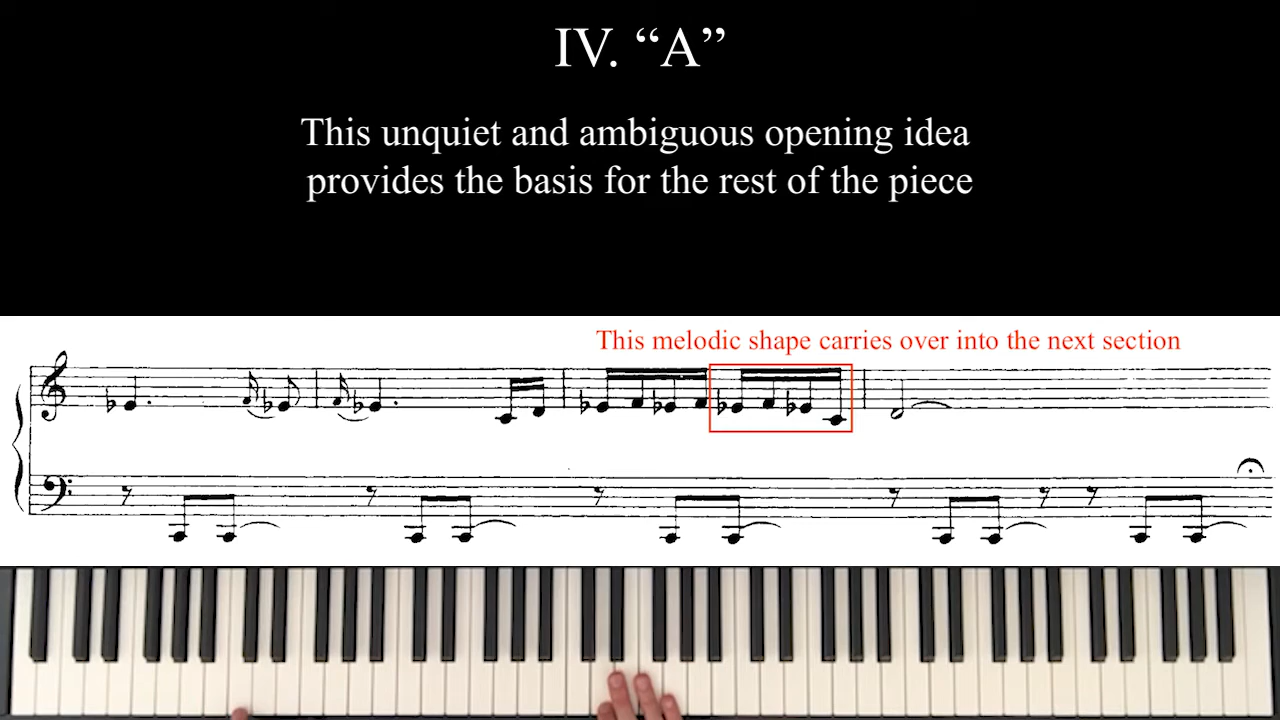 IV. “A”
This unquiet and ambiguous opening idea
provides the basis for the rest of the piece
This melodic shape carries over into the next section